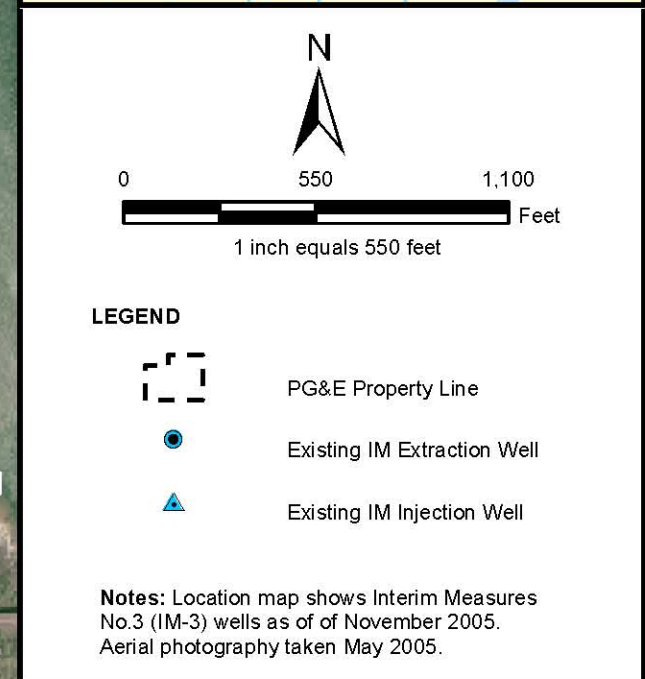 N
0 550 1,100
Feet
1 inch equals 550 feet
LEGEND
PG&E Property Line
Existing IM Extraction Well
Existing IM Injection Well
Notes: Location map shows Interim Measures
No.3 (IM-3) wells as of of November 2005.
Aerial photography taken May 2005.